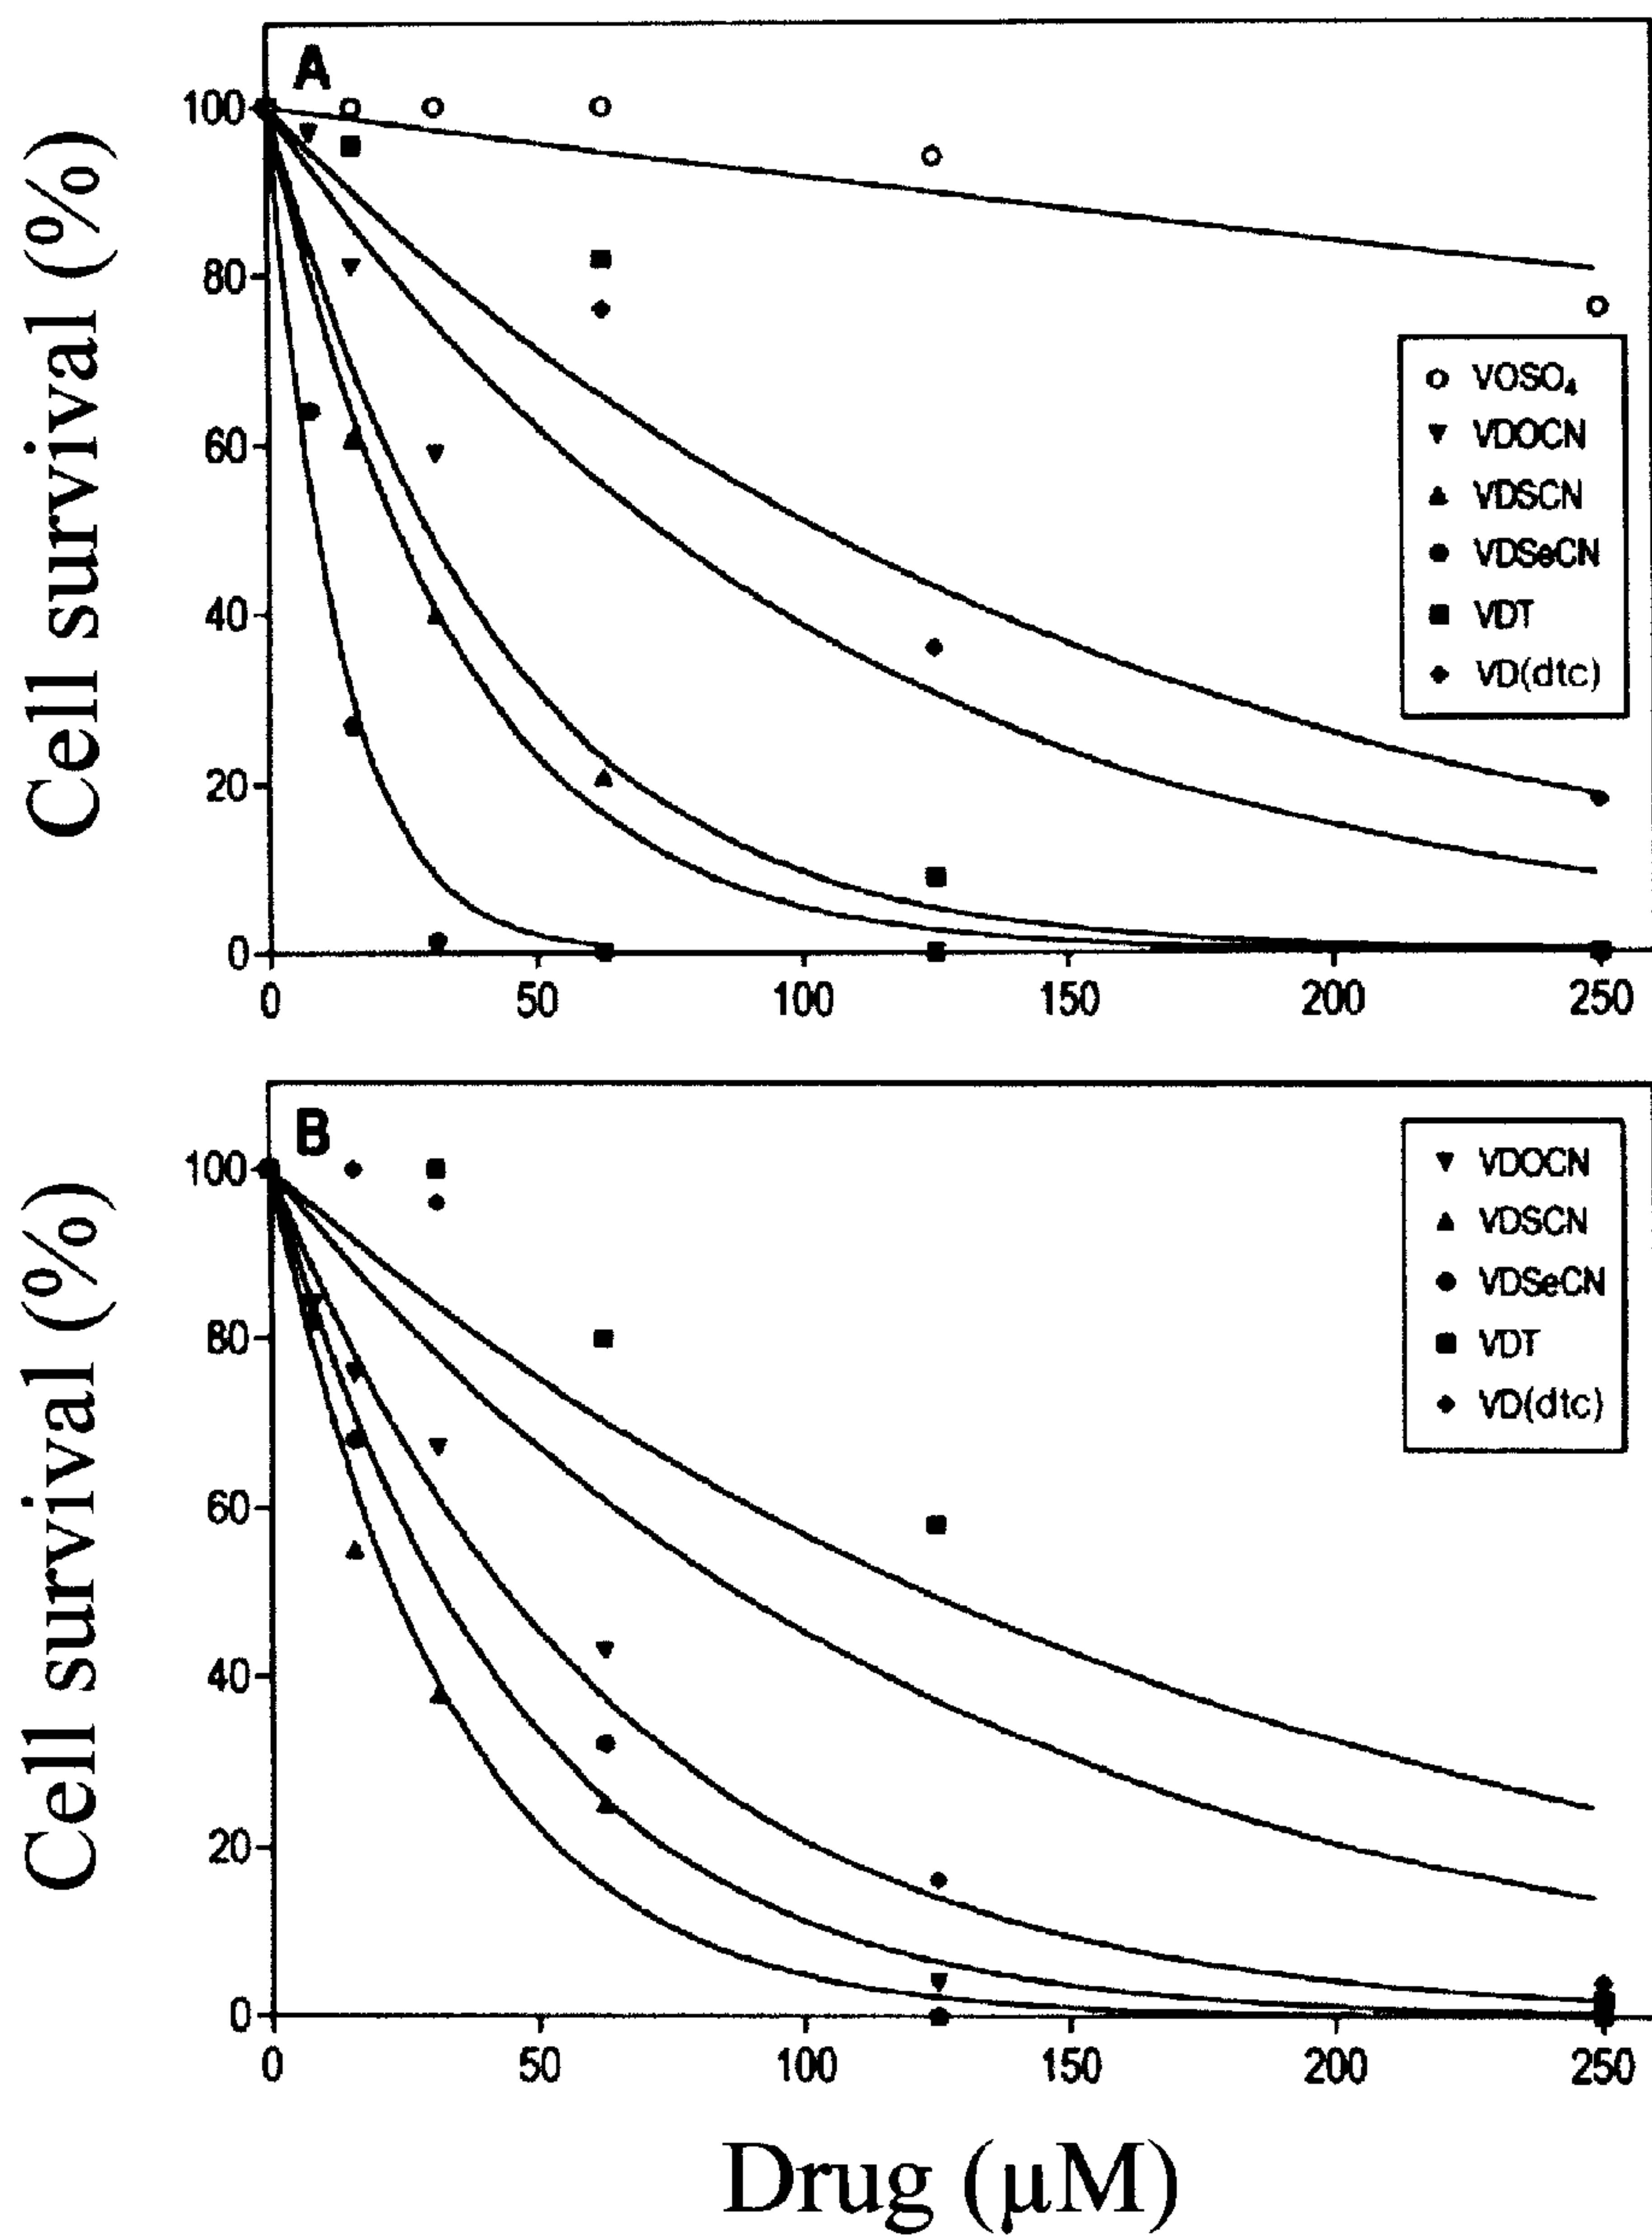 A
Cell survival (%)
100
80
60
40
20
0
0 50 100 150 200 250
VOSO₄
VDOCN
VDSCN
VDSeCN
VDT
VD(dtc)
B
Cell survival (%)
100
80
60
40
20
0
0 50 100 150 200 250
VDOCN
VDSCN
VDSeCN
VDT
VD(dtc)
Drug (µM)